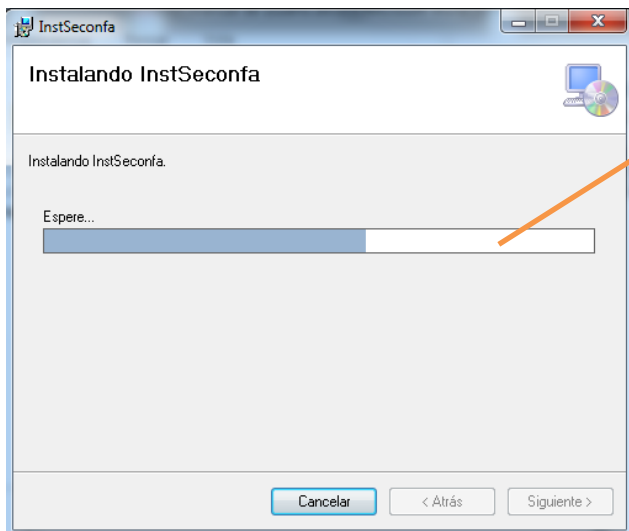 InstSeconfa
Instalando InstSeconfa
Instalando InstSeconfa.
Espere...
Cancelar
< Atrás
Siguiente >